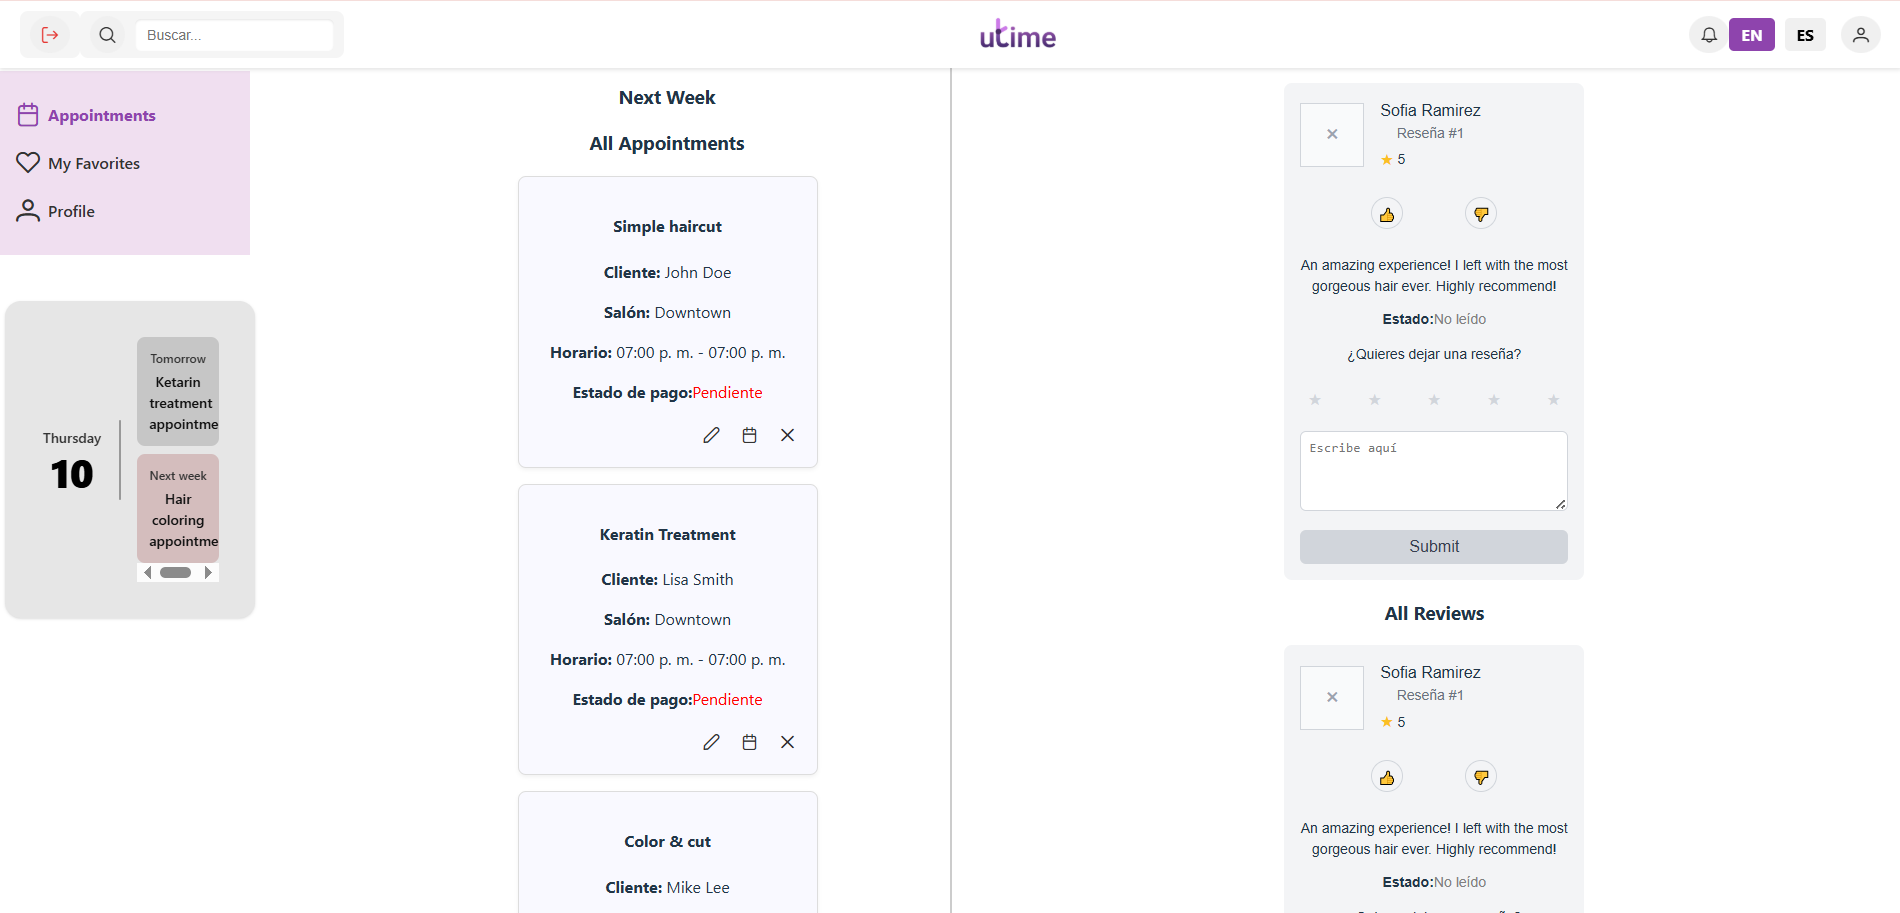 Buscar...
utime
EN
ES
Appointments
My Favorites
Profile
Thursday
10
Tomorrow
Ketarin
treatment
appointme
Next week
Hair
coloring
appointme
Next Week
All Appointments
Simple haircut
Cliente: John Doe
Salón: Downtown
Horario: 07:00 p. m. - 07:00 p. m.
Estado de pago:Pendiente
Keratin Treatment
Cliente: Lisa Smith
Salón: Downtown
Horario: 07:00 p. m. - 07:00 p. m.
Estado de pago:Pendiente
Color & cut
Cliente: Mike Lee
Sofia Ramirez
Reseña #1
★ 5
An amazing experience! I left with the most
gorgeous hair ever. Highly recommend!
Estado:No leído
¿Quieres dejar una reseña?
Escribe aquí
Submit
All Reviews
Sofia Ramirez
Reseña #1
★ 5
An amazing experience! I left with the most
gorgeous hair ever. Highly recommend!
Estado:No leído